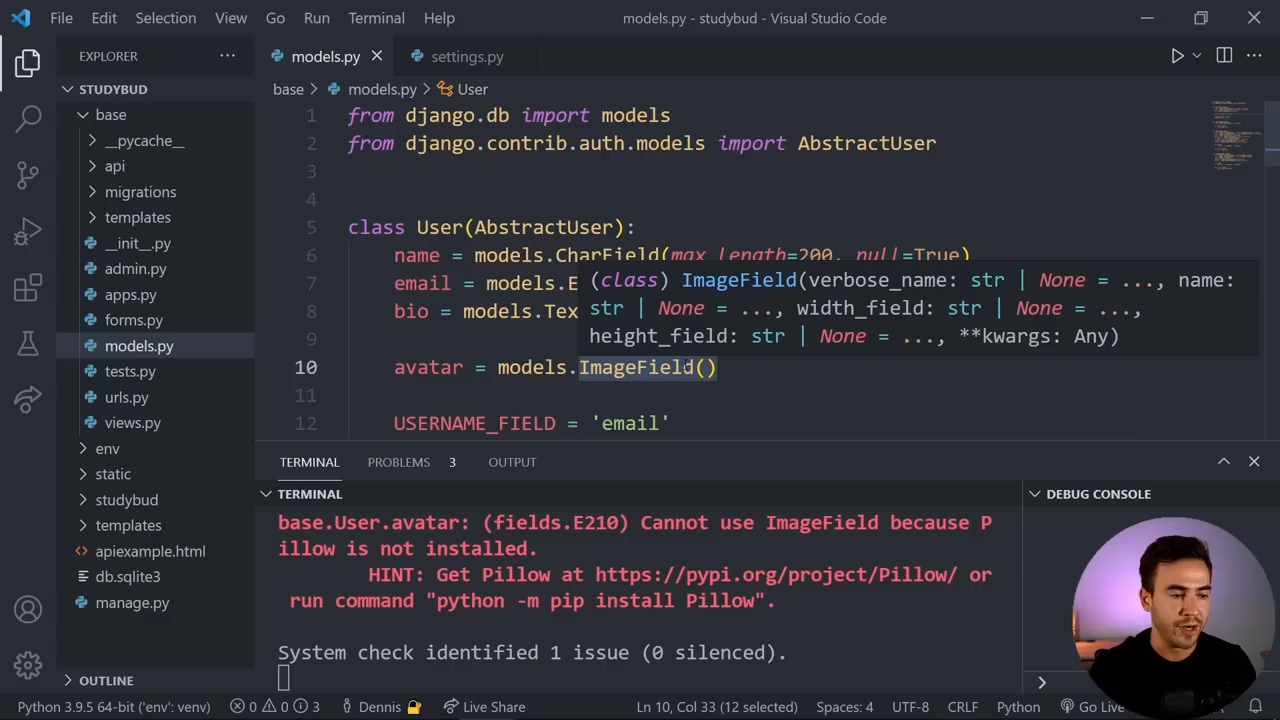 File Edit Selection View Go Run Terminal Help
models.py - studybud - Visual Studio Code
EXPLORER
STUDYBUD
base
__pycache__
api
migrations
templates
__init__.py
admin.py
apps.py
forms.py
models.py
tests.py
urls.py
views.py
env
static
studybud
templates
apiexample.html
db.sqlite3
manage.py
OUTLINE
models.py
settings.py
base > models.py > User
1 from django.db import models
2 from django.contrib.auth.models import AbstractUser
3
4
5 class User(AbstractUser):
6 name = models.CharField(max_length=200, null=True)
7 email = models.E
8 bio = models.Tex
9
(class) ImageField(verbose_name: str | None = ..., name:
str | None = ..., width_field: str | None = ...,
height_field: str | None = ..., **kwargs: Any)
10 avatar = models.ImageField()
11
12 USERNAME_FIELD = 'email'
TERMINAL PROBLEMS 3 OUTPUT
TERMINAL
base.User.avatar: (fields.E210) Cannot use ImageField because P
illow is not installed.
HINT: Get Pillow at https://pypi.org/project/Pillow/ or
run command "python -m pip install Pillow".
System check identified 1 issue (0 silenced).
DEBUG CONSOLE
Python 3.9.5 64-bit ('env': venv) 0 0 3 Dennis Live Share Ln 10, Col 33 (12 selected) Spaces: 4 UTF-8 CRLF Python Go Live